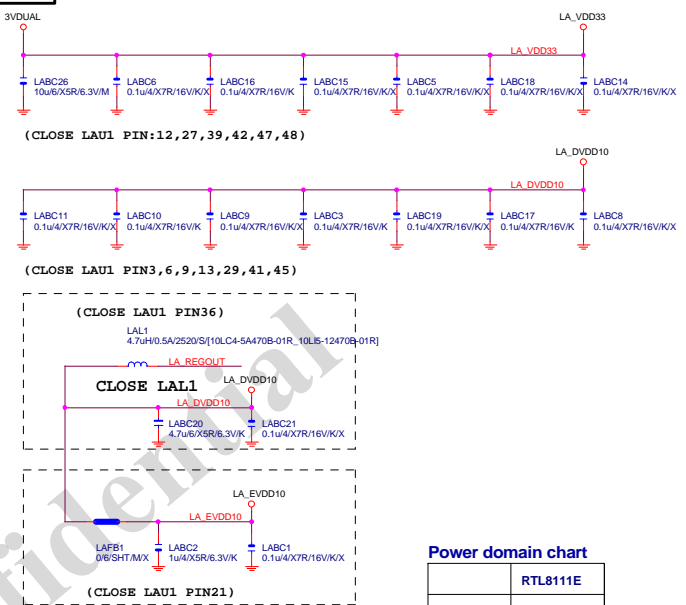 3VDUAL
LA_VDD33
LA_VDD33
LABC26
10u/6/X5R/6.3V/M
LABC6
0.1u/4/X7R/16V/K/X
LABC16
0.1u/4/X7R/16V/K
LABC15
0.1u/4/X7R/16V/K/X
LABC5
0.1u/4/X7R/16V/K/X
LABC18
0.1u/4/X7R/16V/K/X
LABC14
0.1u/4/X7R/16V/K/X
(CLOSE LAU1 PIN:12,27,39,42,47,48)
LA_DVDD10
LA_DVDD10
LABC11
0.1u/4/X7R/16V/K/X
LABC10
0.1u/4/X7R/16V/K
LABC9
0.1u/4/X7R/16V/K/X
LABC3
0.1u/4/X7R/16V/K
LABC19
0.1u/4/X7R/16V/K/X
LABC17
0.1u/4/X7R/16V/K
LABC8
0.1u/4/X7R/16V/K/X
(CLOSE LAU1 PIN3,6,9,13,29,41,45)
(CLOSE LAU1 PIN36)
LAL1
4.7uH/0.5A/2520/S/[10LC4-5A470B-01R_10LI5-12470B-01R]
LA_REGOUT
CLOSE LAL1
LA_DVDD10
LA_DVDD10
LABC20
4.7u/6/X5R/6.3V/K
LABC21
0.1u/4/X7R/16V/K/X
LA_EVDD10
LA_EVDD10
LAFB1
0/6/SHT/M/X
LABC2
1u/4/X5R/6.3V/K
LABC1
0.1u/4/X7R/16V/K/X
(CLOSE LAU1 PIN21)
Power domain chart
RTL8111E
fidential